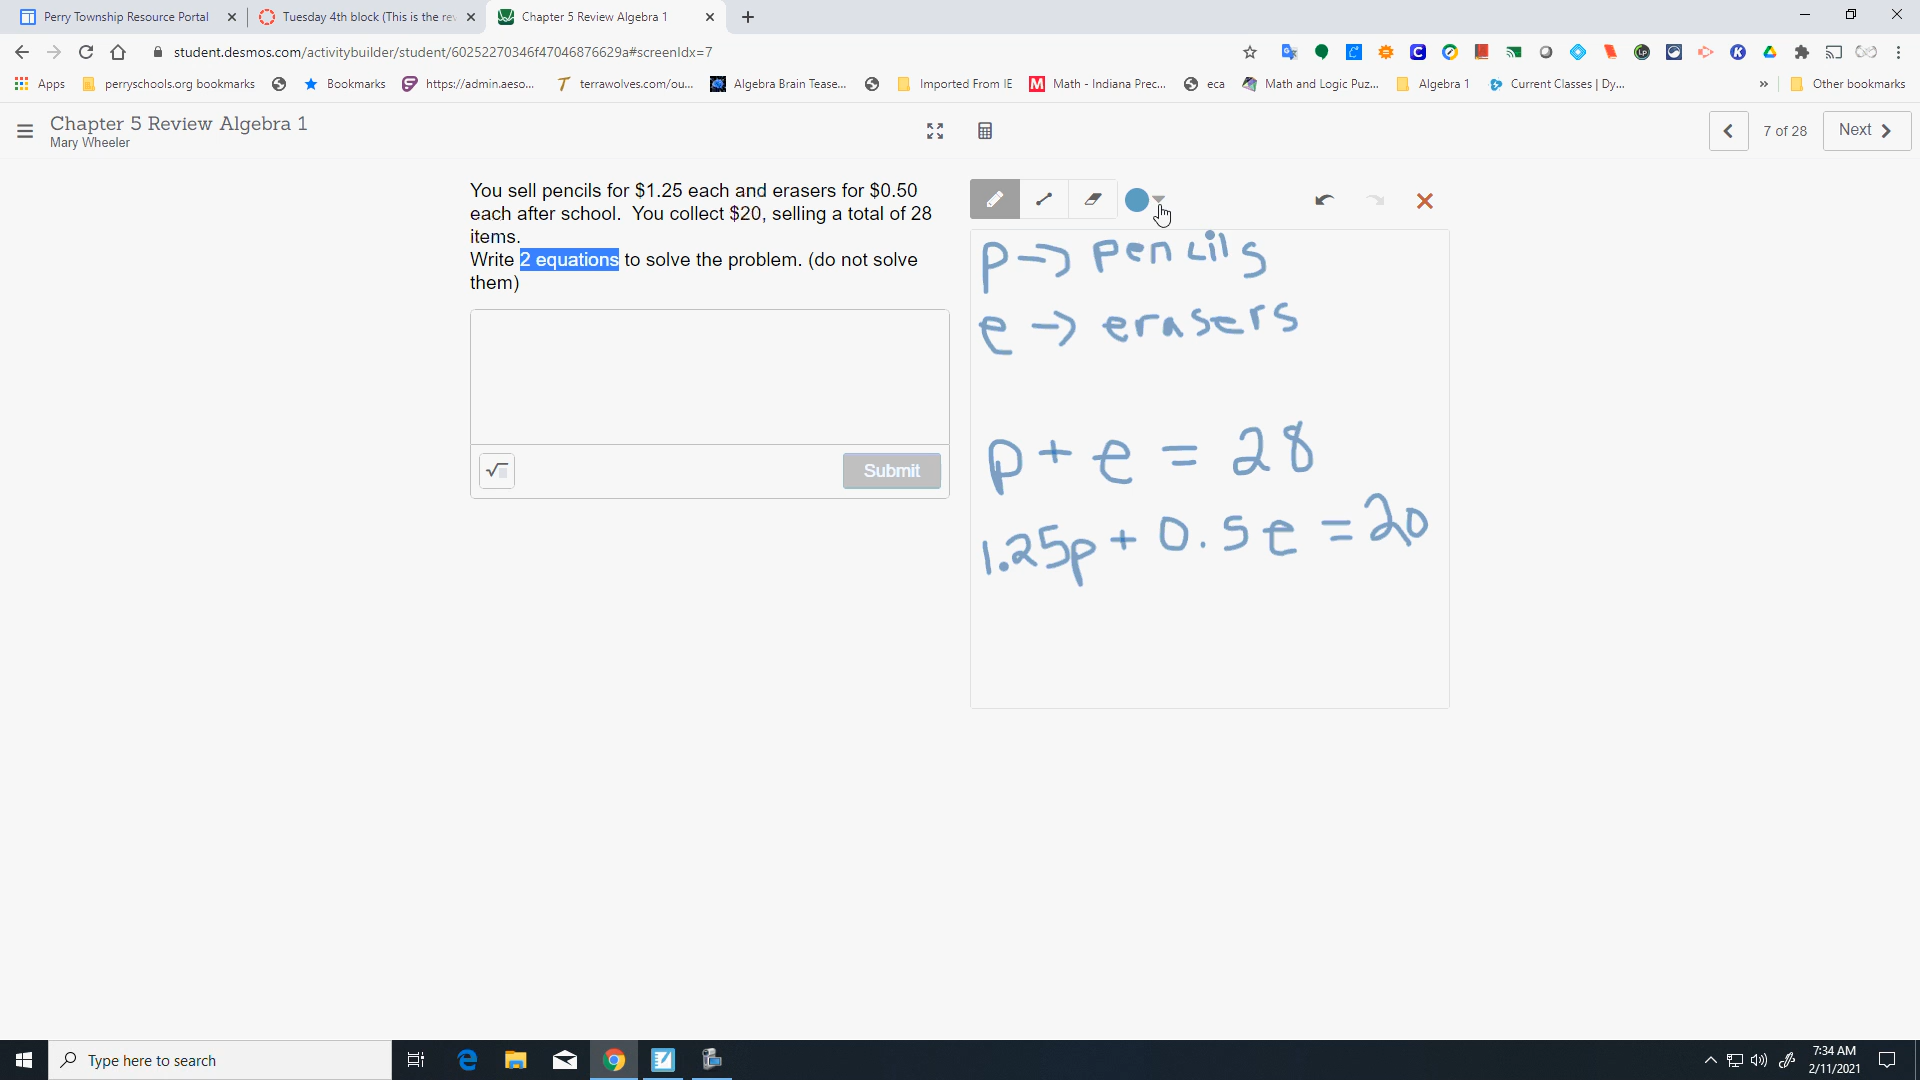 Perry Township Resource Portal
Tuesday 4th block (This is the rev
Chapter 5 Review Algebra 1
student.desmos.com/activitybuilder/student/60252270346f47046876629a#screenIdx=7
Apps
perryschools.org bookmarks
Bookmarks
https://admin.aeso...
terrawolves.com/ou...
Algebra Brain Tease...
Imported From IE
Math - Indiana Prec...
eca
Math and Logic Puz...
Algebra 1
Current Classes | Dy...
»
Other bookmarks
Chapter 5 Review Algebra 1
Mary Wheeler
7 of 28
Next
You sell pencils for $1.25 each and erasers for $0.50
each after school.  You collect $20, selling a total of 28
items.
Write 2 equations to solve the problem. (do not solve
them)
Submit
p → pencils
e → erasers
p + e = 28
1.25p + 0.5e = 20
Type here to search
7:34 AM
2/11/2021